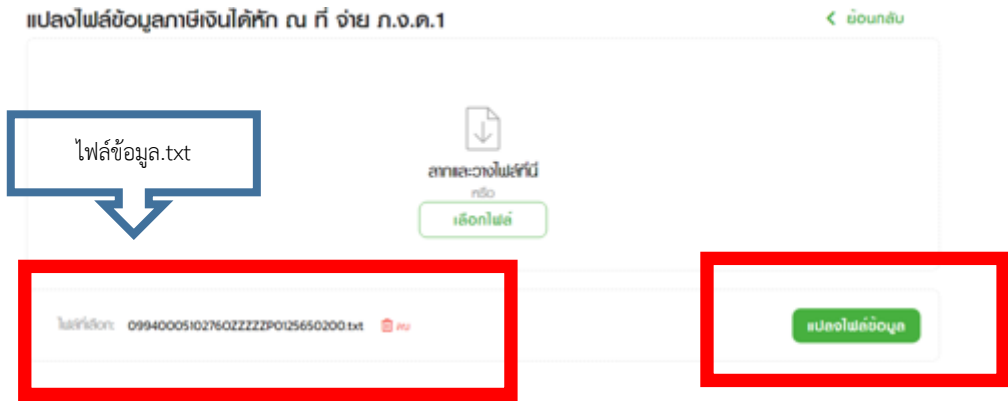 แปลงไฟล์ข้อมูลภาษีเงินได้หัก ณ ที่ จ่าย ภ.ง.ด.1
ย้อนกลับ
ไฟล์ข้อมูล.txt
ลากและวางไฟล์ที่นี่
หรือ
เลือกไฟล์
ไฟล์ที่เลือก: 099400051027602ZZZZZP0125650200.txt ลบ
แปลงไฟล์ข้อมูล